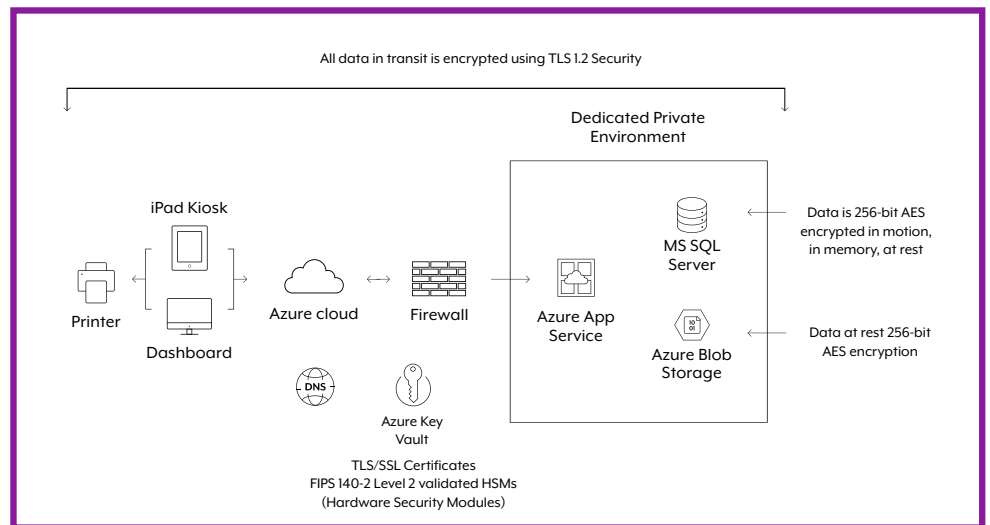 All data in transit is encrypted using TLS 1.2 Security
Dedicated Private
Environment
iPad Kiosk
Printer
Dashboard
Azure cloud
Firewall
Azure App
Service
MS SQL
Server
Data is 256-bit AES
encrypted in motion,
in memory, at rest
10
01
Azure Blob
Storage
Data at rest 256-bit
AES encryption
DNS
Azure Key
Vault
TLS/SSL Certificates
FIPS 140-2 Level 2 validated HSMs
(Hardware Security Modules)